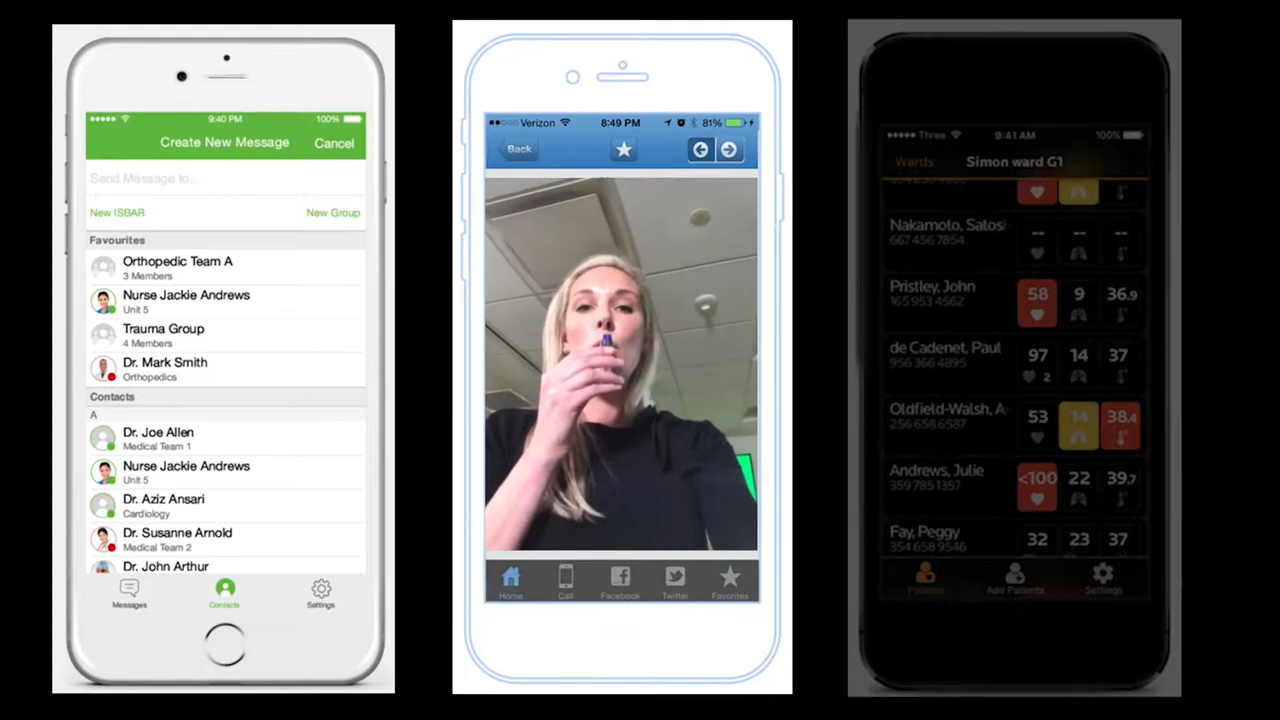 9:40 PM
100%
Create New Message
Cancel
Send Message to...
New ISBAR
New Group
Favourites
Orthopedic Team A
3 Members
Nurse Jackie Andrews
Unit 5
Trauma Group
4 Members
Dr. Mark Smith
Orthopedics
Contacts
A
Dr. Joe Allen
Medical Team 1
Nurse Jackie Andrews
Unit 5
Dr. Aziz Ansari
Cardiology
Dr. Susanne Arnold
Medical Team 2
Dr. John Arthur
Messages
Contacts
Settings
Verizon
8:49 PM
81%
Back
Home
Call
Facebook
Twitter
Favorites
Three
9:41 AM
100%
Wards
Simon ward G1
Nakamoto, Satos
667 456 7854
-- -- --
Pristley, John
165 953 4562
58 9 36.9
de Cadenet, Paul
956 366 4895
97 14 37
2
Oldfield-Walsh, A
256 658 6587
53 14 38.4
Andrews, Julie
359 785 1357
<100 22 39.7
Fay, Peggy
354 658 9546
32 23 37
Patients
Add Patients
Settings